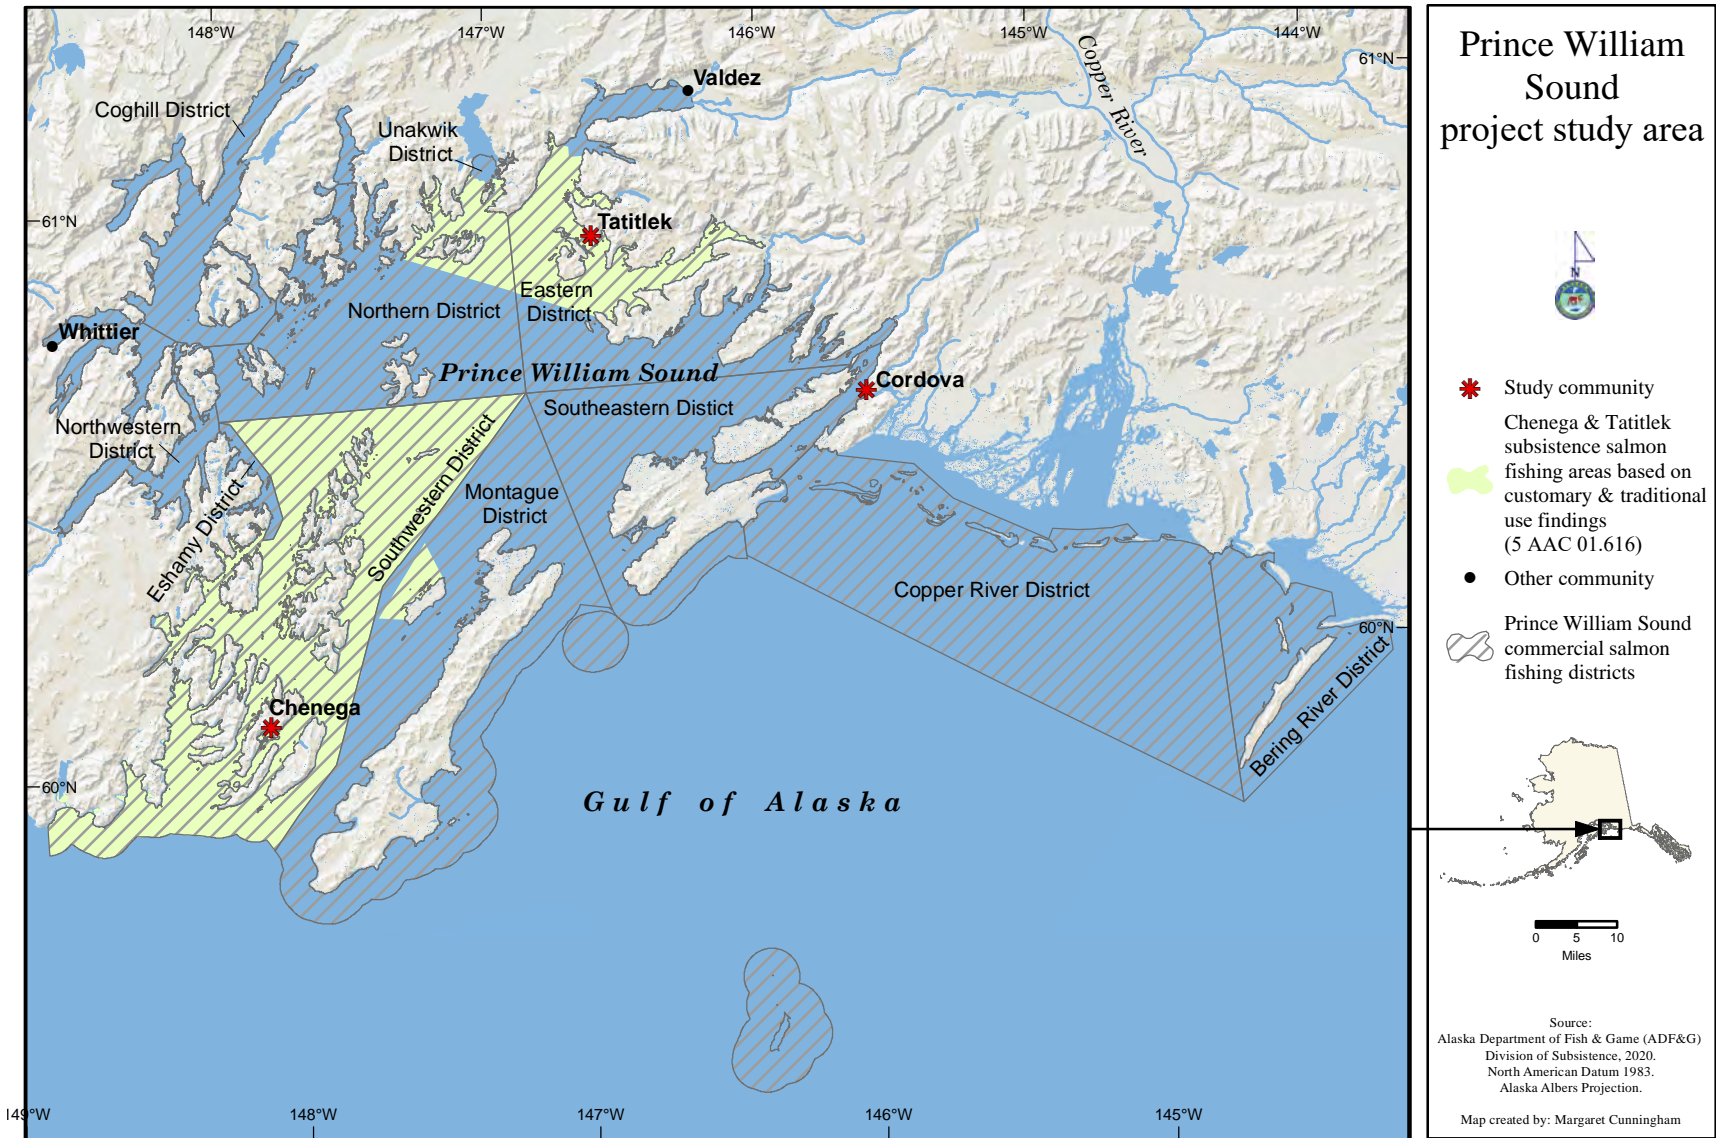 148°W
147°W
146°W
145°W
144°W
61°N
Valdez
Copper River
Coghill District
Unakwik
District
61°N
Tatitlek
Eastern
District
Northern District
Whittier
Prince William Sound
Cordova
Southeastern Distict
Northwestern
District
Eshamy District
Southwestern District
Montague
District
Copper River District
60°N
Bering River District
Chenega
60°N
Gulf of Alaska
149°W
148°W
147°W
146°W
145°W
Prince William
Sound
project study area
N
Study community
Chenega & Tatitlek
subsistence salmon
fishing areas based on
customary & traditional
use findings
(5 AAC 01.616)
Other community
Prince William Sound
commercial salmon
fishing districts
0 5 10
Miles
Source:
Alaska Department of Fish & Game (ADF&G)
Division of Subsistence, 2020.
North American Datum 1983.
Alaska Albers Projection.
Map created by: Margaret Cunningham